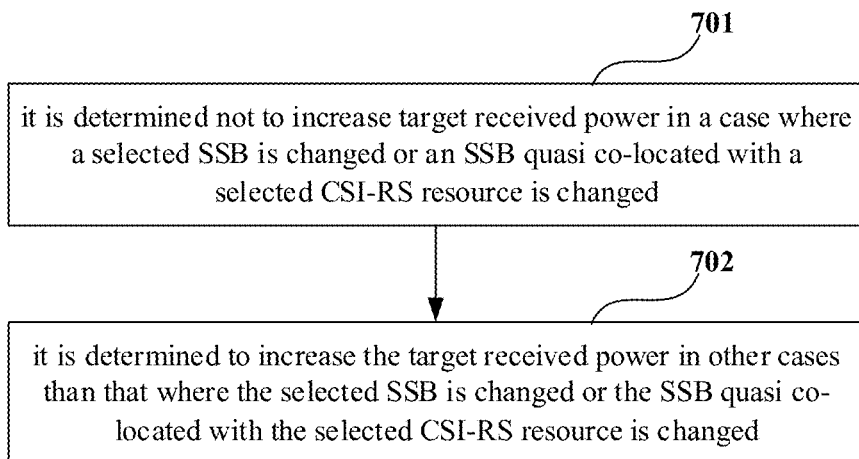 701
it is determined not to increase target received power in a case where
a selected SSB is changed or an SSB quasi co-located with a
selected CSI-RS resource is changed
702
it is determined to increase the target received power in other cases
than that where the selected SSB is changed or the SSB quasi co-
located with the selected CSI-RS resource is changed